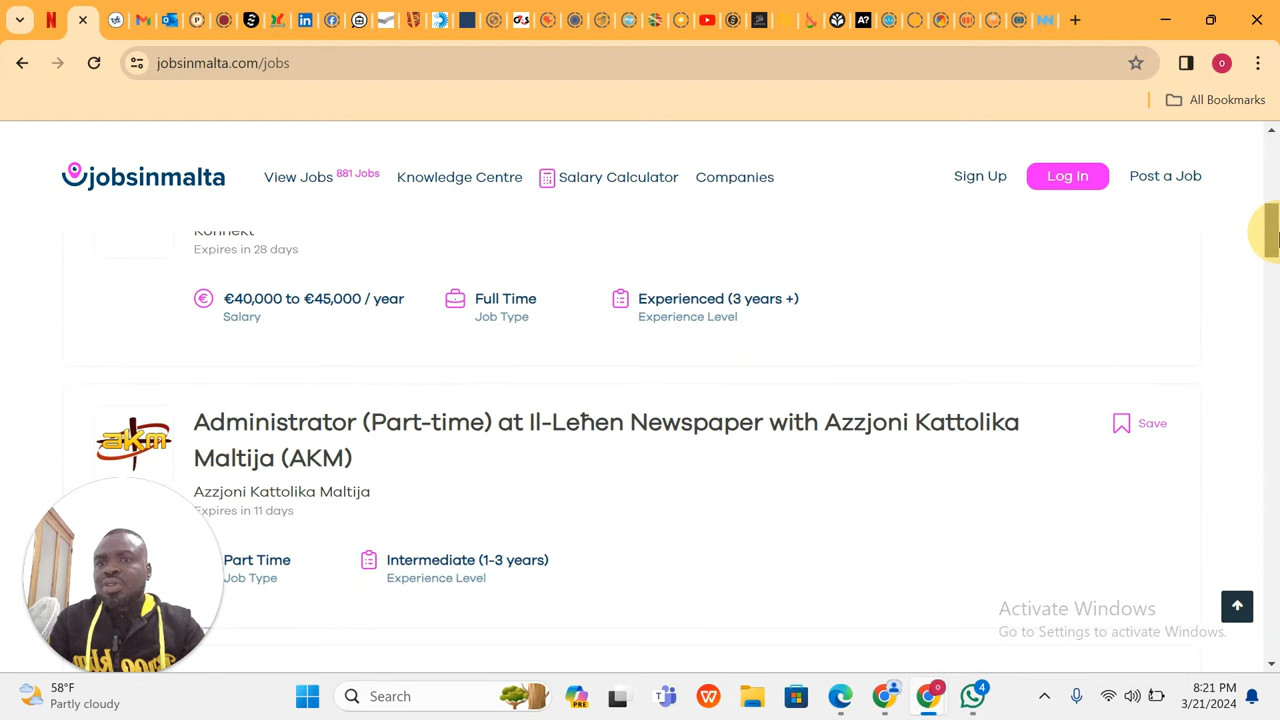 jobsinmalta.com/jobs
All Bookmarks
jobsinmalta
View Jobs 881 Jobs
Knowledge Centre
Salary Calculator
Companies
Sign Up
Log In
Post a Job
Konnekt
Expires in 28 days
€40,000 to €45,000 / year
Salary
Full Time
Job Type
Experienced (3 years +)
Experience Level
akm
Administrator (Part-time) at Il-Leħen Newspaper with Azzjoni Kattolika
Maltija (AKM)
Save
Azzjoni Kattolika Maltija
Expires in 11 days
Part Time
Job Type
Intermediate (1-3 years)
Experience Level
Activate Windows
Go to Settings to activate Windows.
58°F
Partly cloudy
Search
PRE
4
8:21 PM
3/21/2024